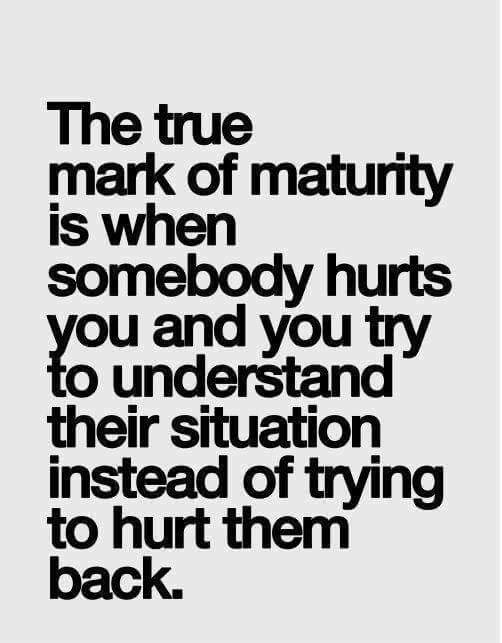 The true
mark of maturity
is when
somebody hurts
you and you try
to understand
their situation
instead of trying
to hurt them
back.